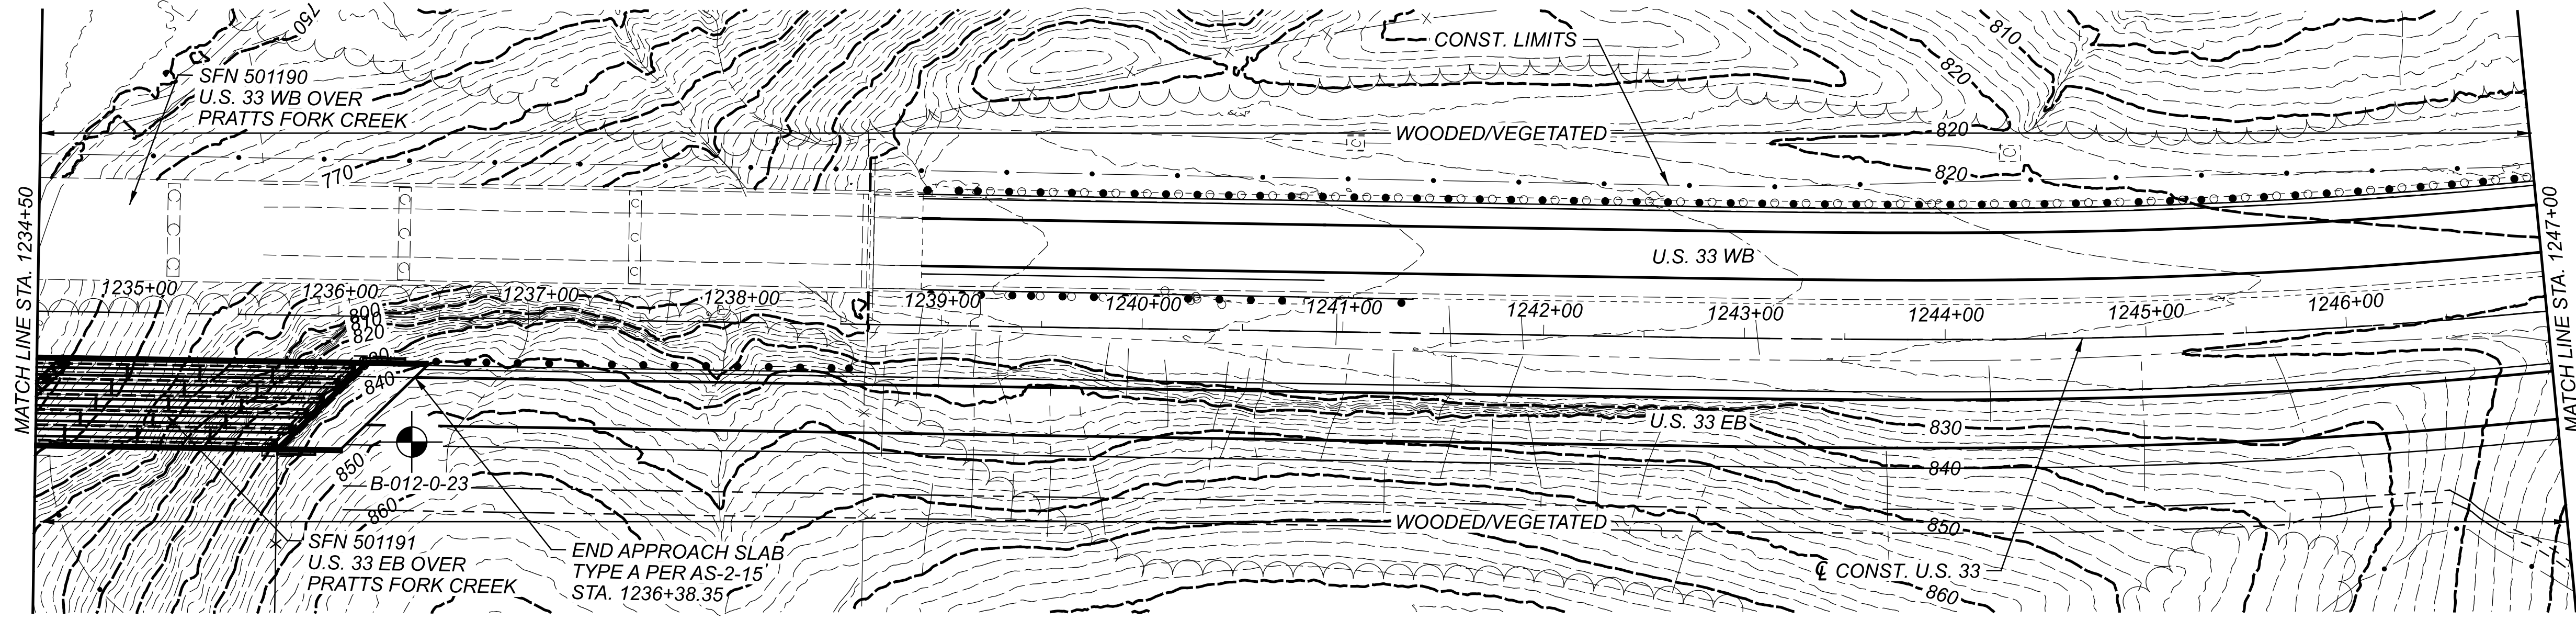 750
SFN 501190
U.S. 33 WB OVER
PRATTS FORK CREEK
CONST. LIMITS
810
820
WOODED/VEGETATED
820
820
770
MATCH LINE STA. 1234+50
MATCH LINE STA. 1247+00
U.S. 33 WB
1235+00
1236+00
1237+00
1238+00
1239+00
1240+00
1241+00
1242+00
1243+00
1244+00
1245+00
1246+00
800
810
820
830
840
U.S. 33 EB
830
840
850
B-012-0-23
860
WOODED/VEGETATED
850
SFN 501191
U.S. 33 EB OVER
PRATTS FORK CREEK
END APPROACH SLAB
TYPE A PER AS-2-15
STA. 1236+38.35
℄ CONST. U.S. 33
860